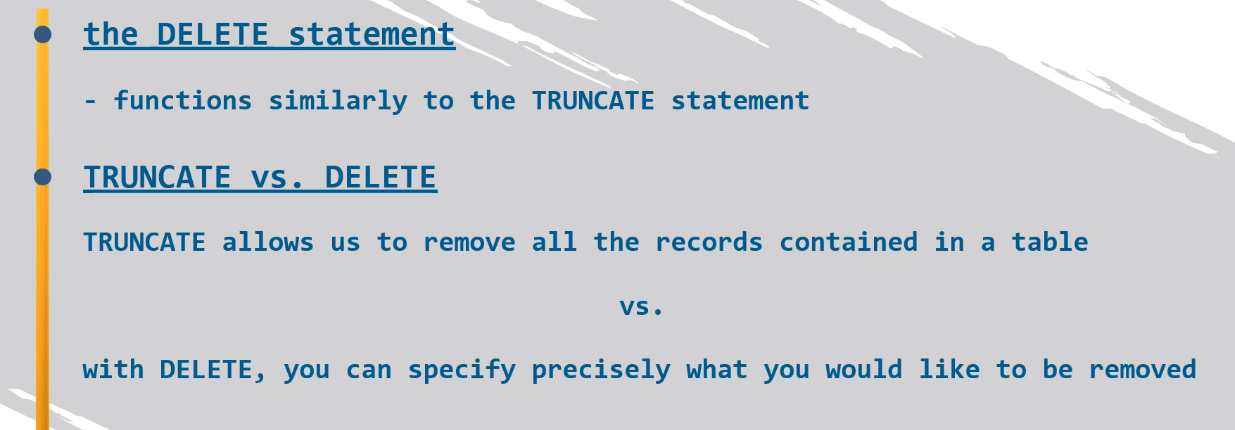 the DELETE statement
- functions similarly to the TRUNCATE statement
TRUNCATE vs. DELETE
TRUNCATE allows us to remove all the records contained in a table
vs.
with DELETE, you can specify precisely what you would like to be removed